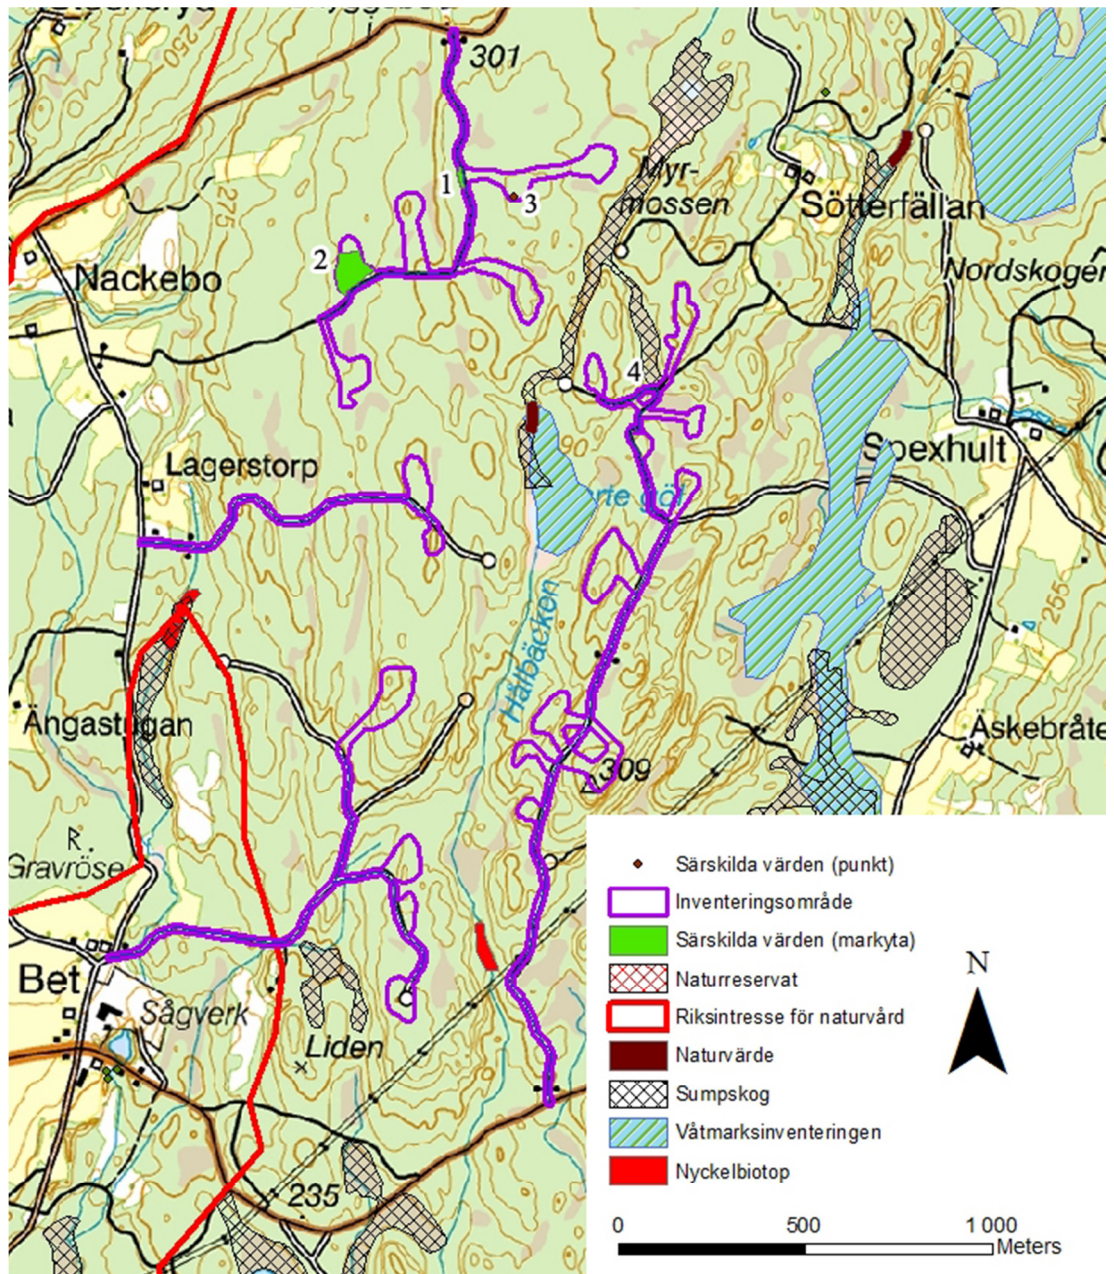 301
250
275
1
3
2
Myr-
mossen
Sötterfällan
Nackebo
Nordskogen
4
Spexhult
Lagerstorp
rte göl
Hålbäcken
255
Ängastugan
Äskebråte
309
R
Gravröse
Bet
Sågverk
Liden
235
Särskilda värden (punkt)
Inventeringsområde
Särskilda värden (markyta)
Naturreservat
Riksintresse för naturvård
Naturvärde
Sumpskog
Våtmarksinventeringen
Nyckelbiotop
N
0 500 1 000
Meters